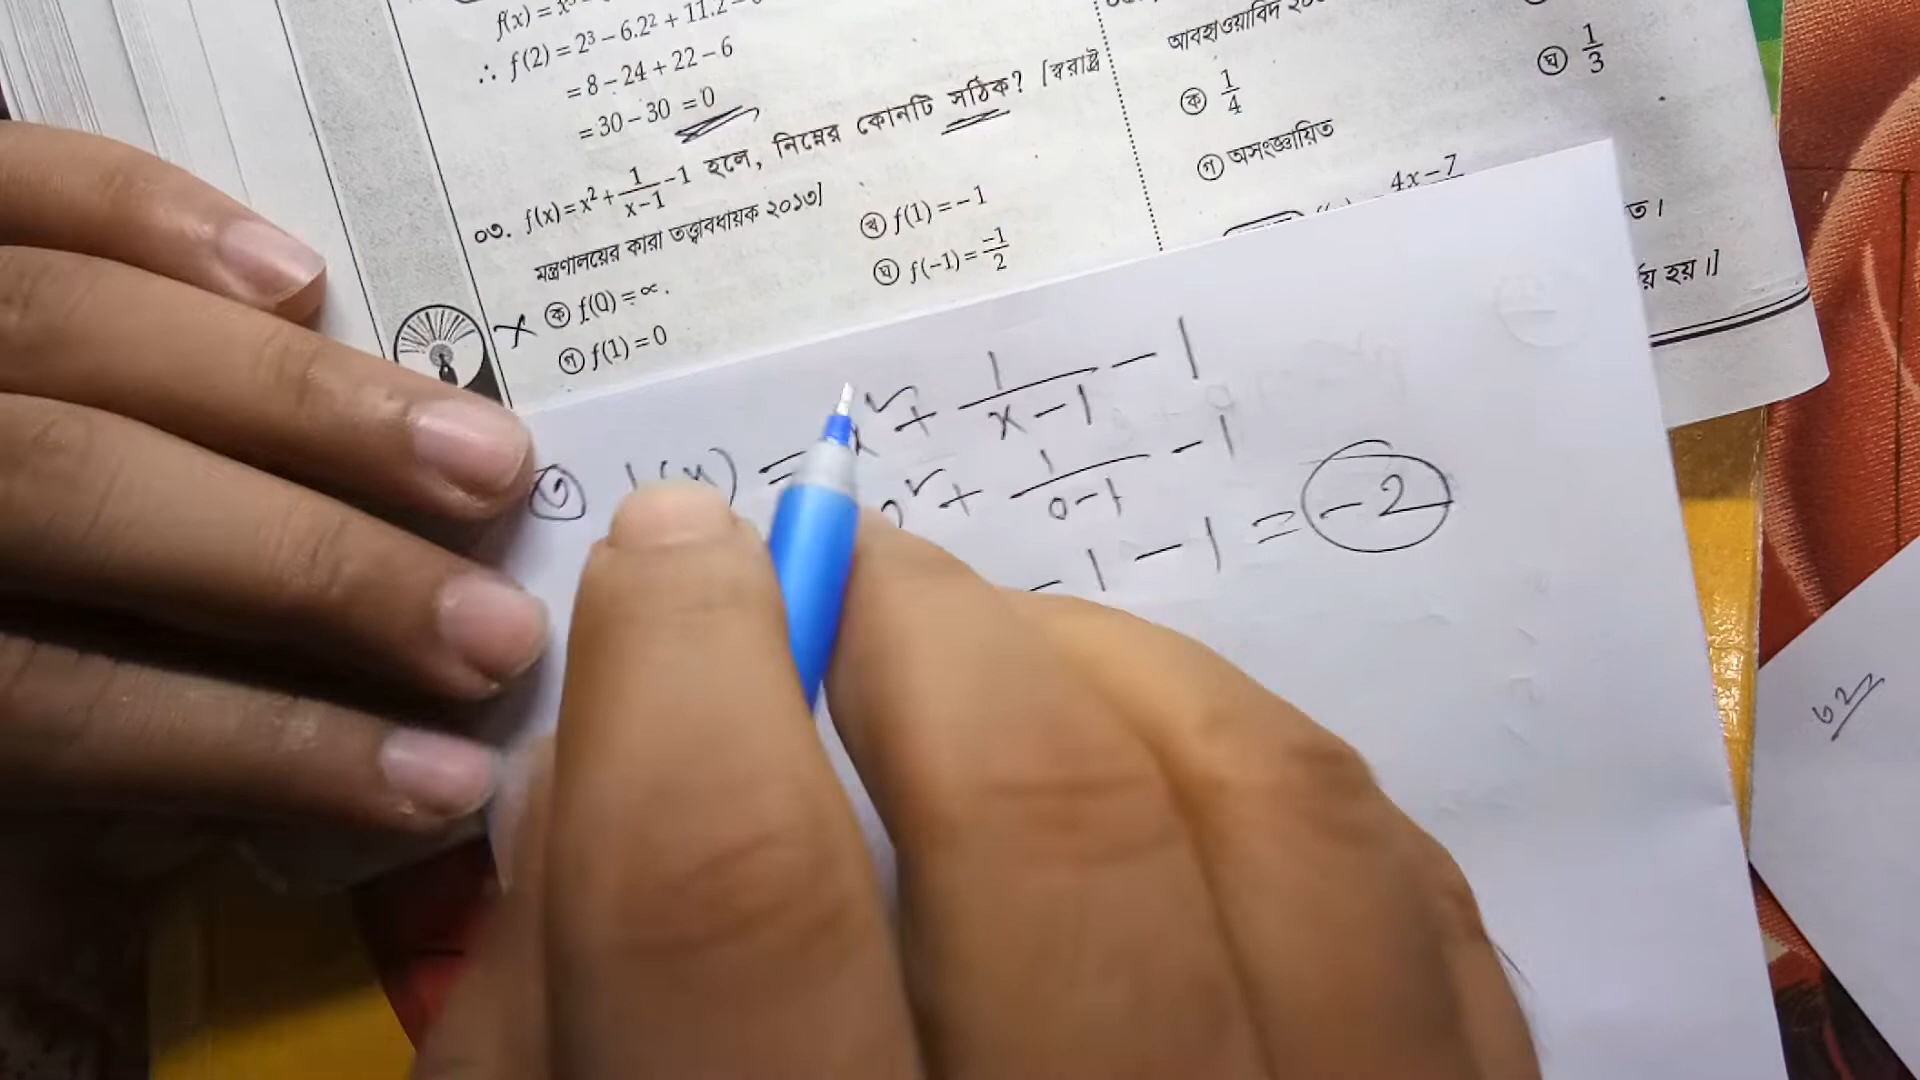 f(x) = x³ –
∴ f(2) = 2³ – 6.2² + 11.2 –
= 8 – 24 + 22 – 6
= 30 – 30 = 0
০৩. f(x) = x² + 1/(x–1) –1 হলে, নিম্নের কোনটি সঠিক? [স্বরাষ্ট্র
মন্ত্রণালয়ের কারা তত্ত্বাবধায়ক ২০১৩]
ক f(0) = ∝.
খ f(1) = –1
গ f(1) = 0
ঘ f(–1) = –1/2
আবহাওয়াবিদ
ক 1/4
ঘ 1/3
গ অসংজ্ঞায়িত
4x – 7
ত।
হয়।]
৩ = x² + 1/(x – 1) – 1
0² + 1/(0 – 1) – 1
– 1 – 1 = – 2